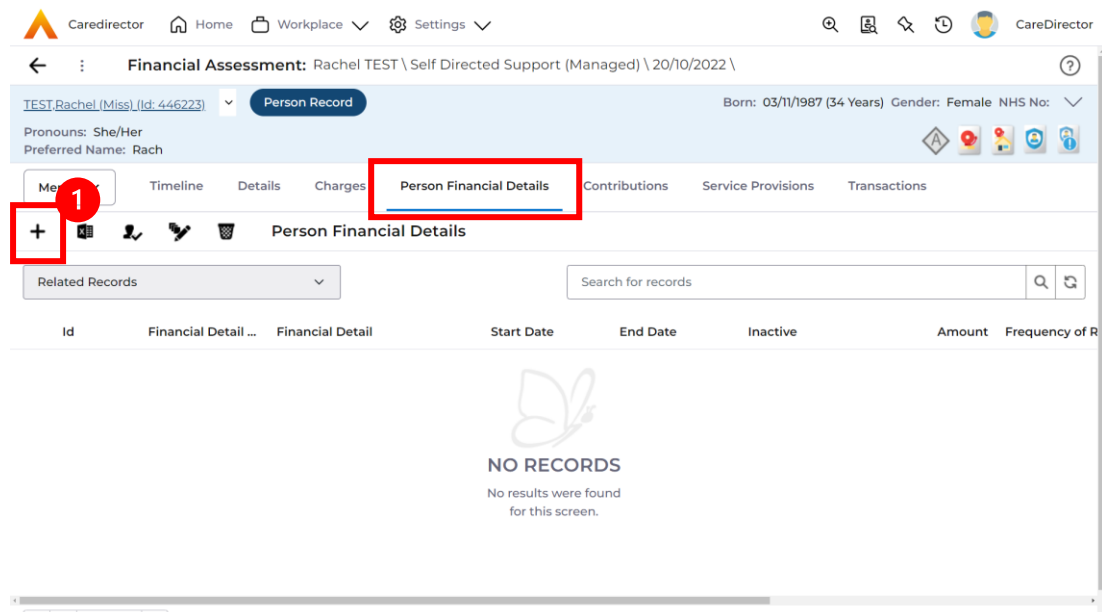 Caredirector Home Workplace Settings CareDirector
Financial Assessment: Rachel TEST \ Self Directed Support (Managed) \ 20/10/2022 \ ?
TEST,Rachel (Miss) (Id: 446223) Person Record Born: 03/11/1987 (34 Years) Gender: Female NHS No:
Pronouns: She/Her
Preferred Name: Rach
A
Timeline Details Charges Person Financial Details Contributions Service Provisions Transactions
1
Person Financial Details
Related Records Search for records
Id Financial Detail ... Financial Detail Start Date End Date Inactive Amount Frequency of R
NO RECORDS
No results were found
for this screen.